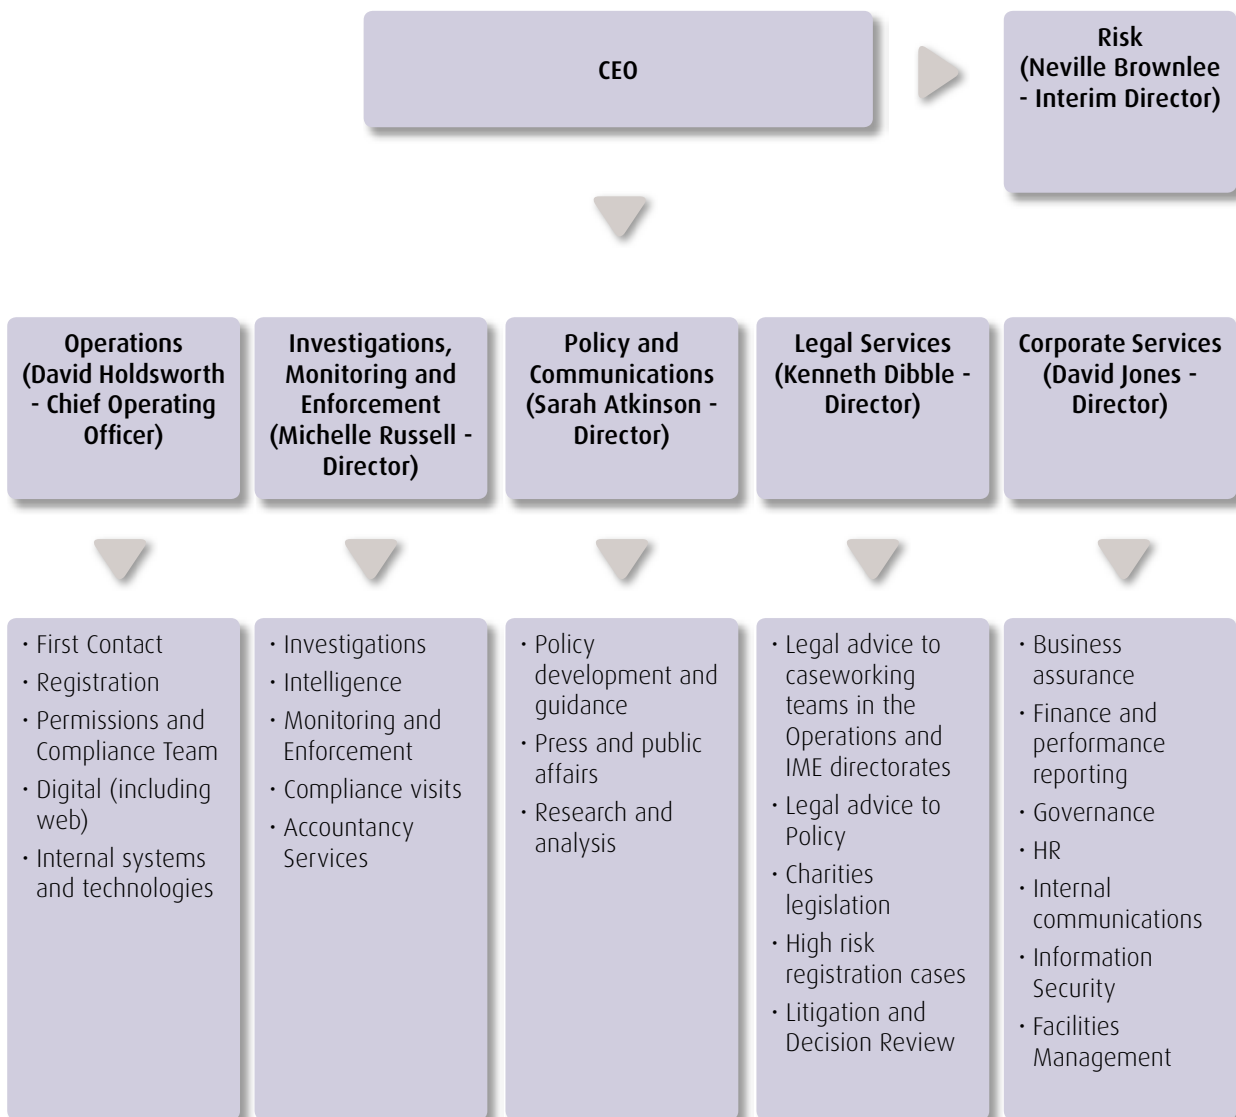 CEO
Risk
(Neville Brownlee
- Interim Director)
Operations
(David Holdsworth
- Chief Operating
Officer)
Investigations,
Monitoring and
Enforcement
(Michelle Russell -
Director)
Policy and
Communications
(Sarah Atkinson -
Director)
Legal Services
(Kenneth Dibble -
Director)
Corporate Services
(David Jones -
Director)
· First Contact
· Registration
· Permissions and
Compliance Team
· Digital (including
web)
· Internal systems
and technologies
· Investigations
· Intelligence
· Monitoring and
Enforcement
· Compliance visits
· Accountancy
Services
· Policy
development and
guidance
· Press and public
affairs
· Research and
analysis
· Legal advice to
caseworking
teams in the
Operations and
IME directorates
· Legal advice to
Policy
· Charities
legislation
· High risk
registration cases
· Litigation and
Decision Review
· Business
assurance
· Finance and
performance
reporting
· Governance
· HR
· Internal
communications
· Information
Security
· Facilities
Management